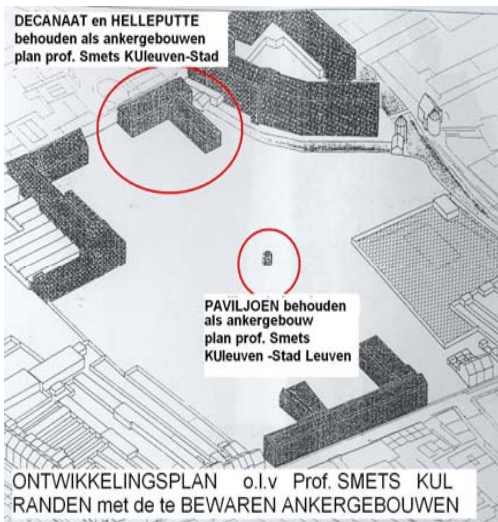 DECANAAT en HELLEPUTTE
behouden als ankergebouwen
plan prof. Smets KUleuven-Stad
PAVILJOEN behouden
als ankergebouw
plan prof. Smets
KUleuven -Stad Leuven
ONTWIKKELINGSPLAN o.l.v Prof. SMETS KUL
RANDEN met de te BEWAREN ANKERGEBOUWEN